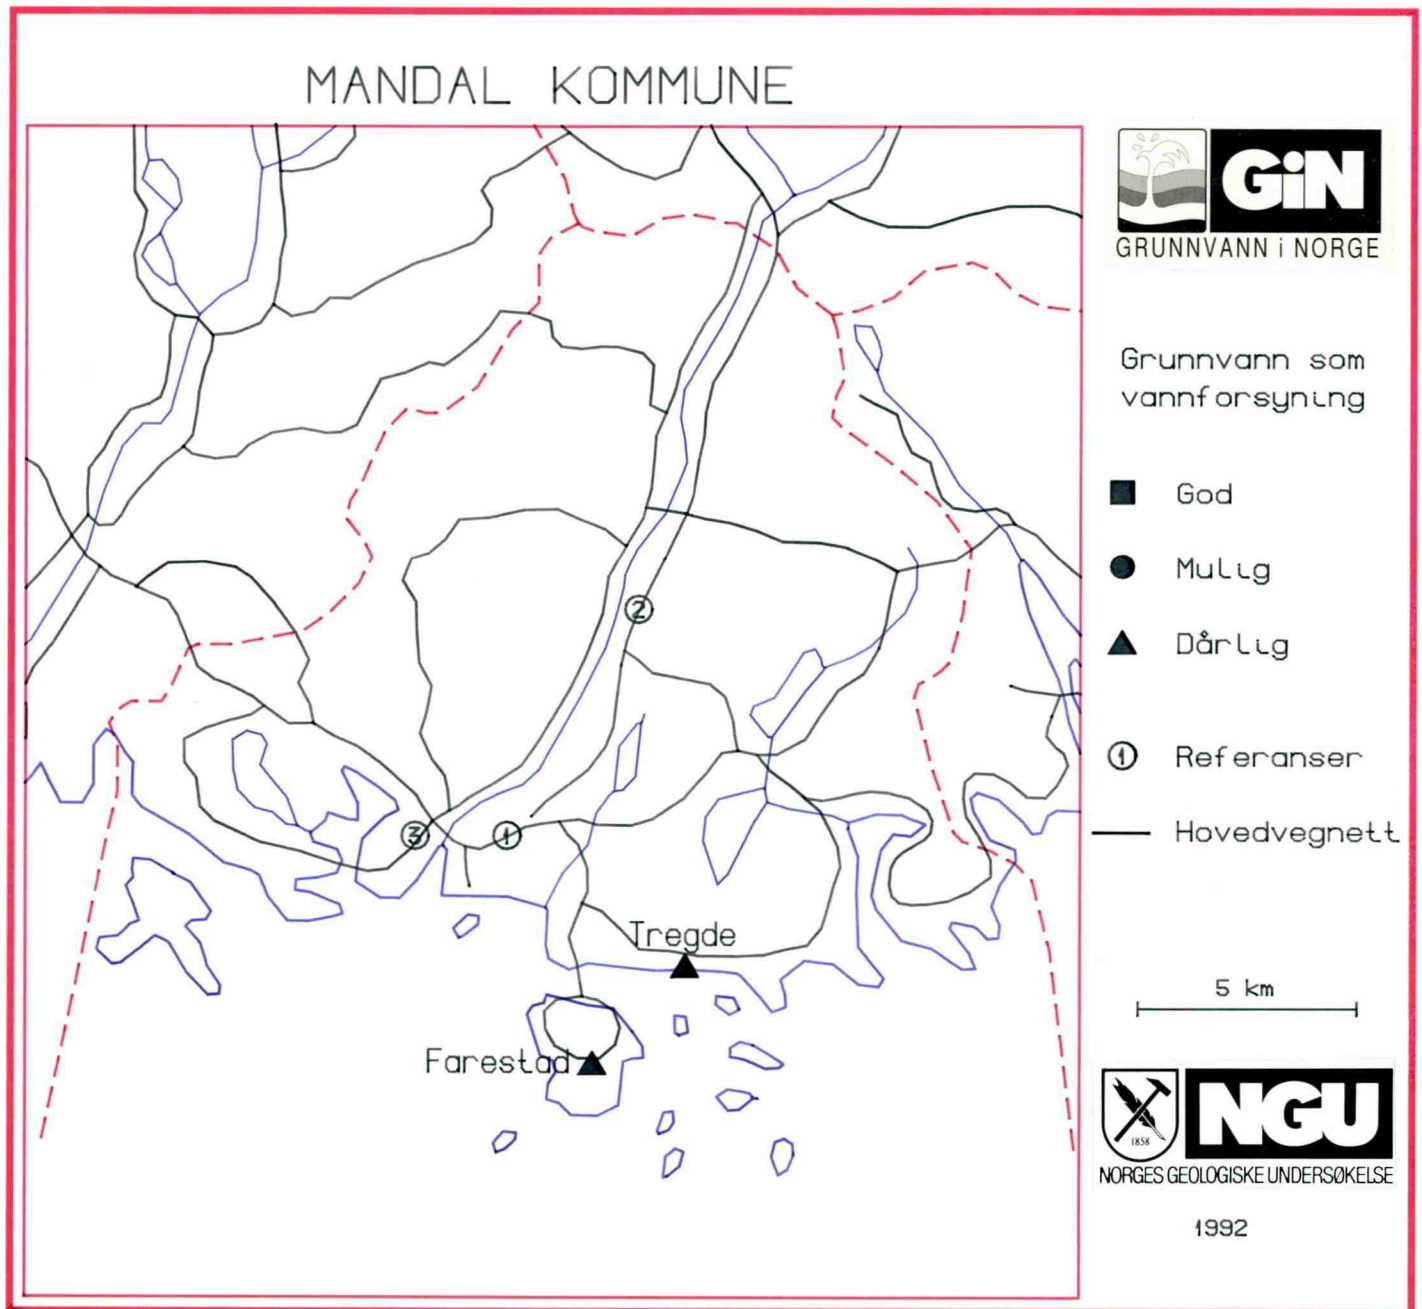 MANDAL KOMMUNE
GiN
GRUNNVANN i NORGE
Grunnvann som
vannforsyning
God
Mulig
Dårlig
1 Referanser
Hovedvegnett
2
3
1
Tregde
Farestad
5 km
1858
NGU
NORGES GEOLOGISKE UNDERSØKELSE
1992